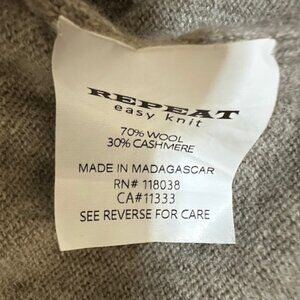 REPEAT
easy knit
70% WOOL
30% CASHMERE
MADE IN MADAGASCAR
RN# 118038
CA#11333
SEE REVERSE FOR CARE